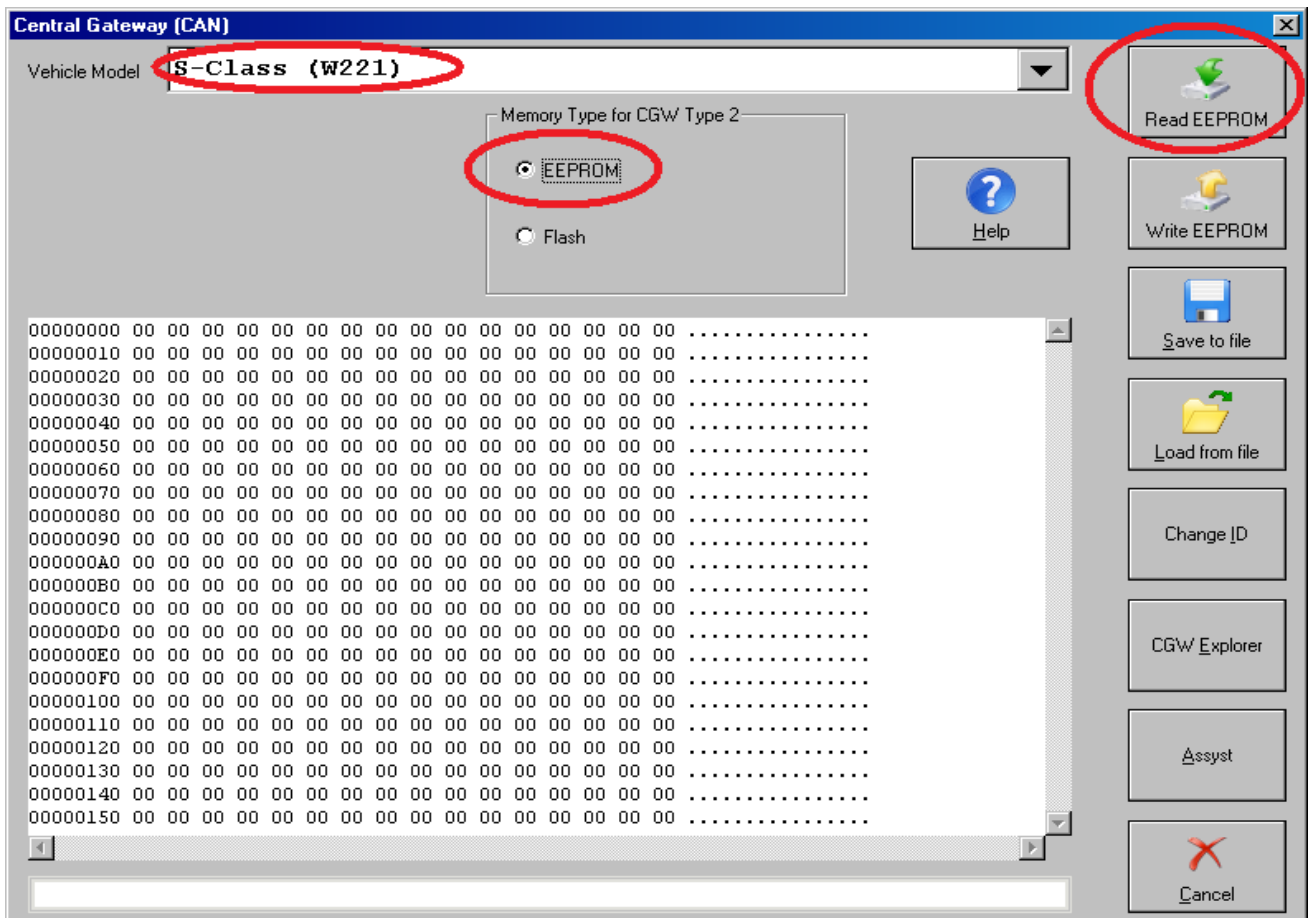 Central Gateway (CAN)
Vehicle Model S-Class (W221)
Read EEPROM
Memory Type for CGW Type 2
EEPROM
Flash
Help
Write EEPROM
Save to file
Load from file
Change ID
CGW Explorer
Assyst
Cancel
00000000 00 00 00 00 00 00 00 00 00 00 00 00 00 00 00 00 ................
00000010 00 00 00 00 00 00 00 00 00 00 00 00 00 00 00 00 ................
00000020 00 00 00 00 00 00 00 00 00 00 00 00 00 00 00 00 ................
00000030 00 00 00 00 00 00 00 00 00 00 00 00 00 00 00 00 ................
00000040 00 00 00 00 00 00 00 00 00 00 00 00 00 00 00 00 ................
00000050 00 00 00 00 00 00 00 00 00 00 00 00 00 00 00 00 ................
00000060 00 00 00 00 00 00 00 00 00 00 00 00 00 00 00 00 ................
00000070 00 00 00 00 00 00 00 00 00 00 00 00 00 00 00 00 ................
00000080 00 00 00 00 00 00 00 00 00 00 00 00 00 00 00 00 ................
00000090 00 00 00 00 00 00 00 00 00 00 00 00 00 00 00 00 ................
000000A0 00 00 00 00 00 00 00 00 00 00 00 00 00 00 00 00 ................
000000B0 00 00 00 00 00 00 00 00 00 00 00 00 00 00 00 00 ................
000000C0 00 00 00 00 00 00 00 00 00 00 00 00 00 00 00 00 ................
000000D0 00 00 00 00 00 00 00 00 00 00 00 00 00 00 00 00 ................
000000E0 00 00 00 00 00 00 00 00 00 00 00 00 00 00 00 00 ................
000000F0 00 00 00 00 00 00 00 00 00 00 00 00 00 00 00 00 ................
00000100 00 00 00 00 00 00 00 00 00 00 00 00 00 00 00 00 ................
00000110 00 00 00 00 00 00 00 00 00 00 00 00 00 00 00 00 ................
00000120 00 00 00 00 00 00 00 00 00 00 00 00 00 00 00 00 ................
00000130 00 00 00 00 00 00 00 00 00 00 00 00 00 00 00 00 ................
00000140 00 00 00 00 00 00 00 00 00 00 00 00 00 00 00 00 ................
00000150 00 00 00 00 00 00 00 00 00 00 00 00 00 00 00 00 ................